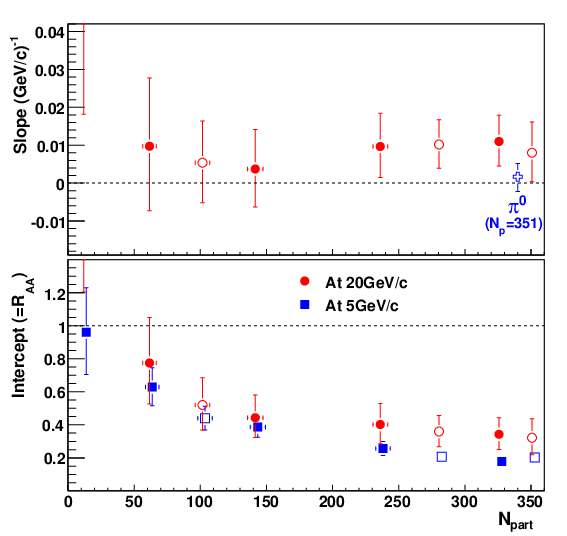 Slope (GeV/c)-1
0.04
0.03
0.02
0.01
0
-0.01
π0
(Np=351)
Intercept (=RAA)
1.2
1
0.8
0.6
0.4
0.2
At 20GeV/c
At 5GeV/c
0 50 100 150 200 250 300 350
Npart